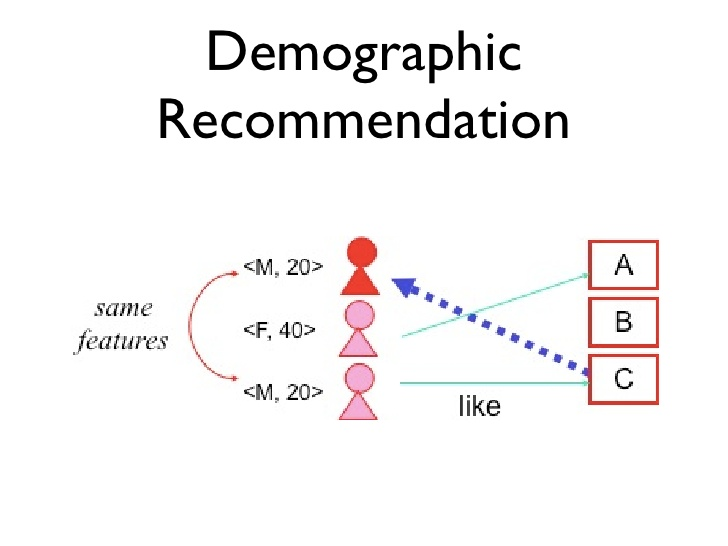 Demographic
Recommendation
<M, 20>
A
same
features
<F, 40>
B
<M, 20>
C
like